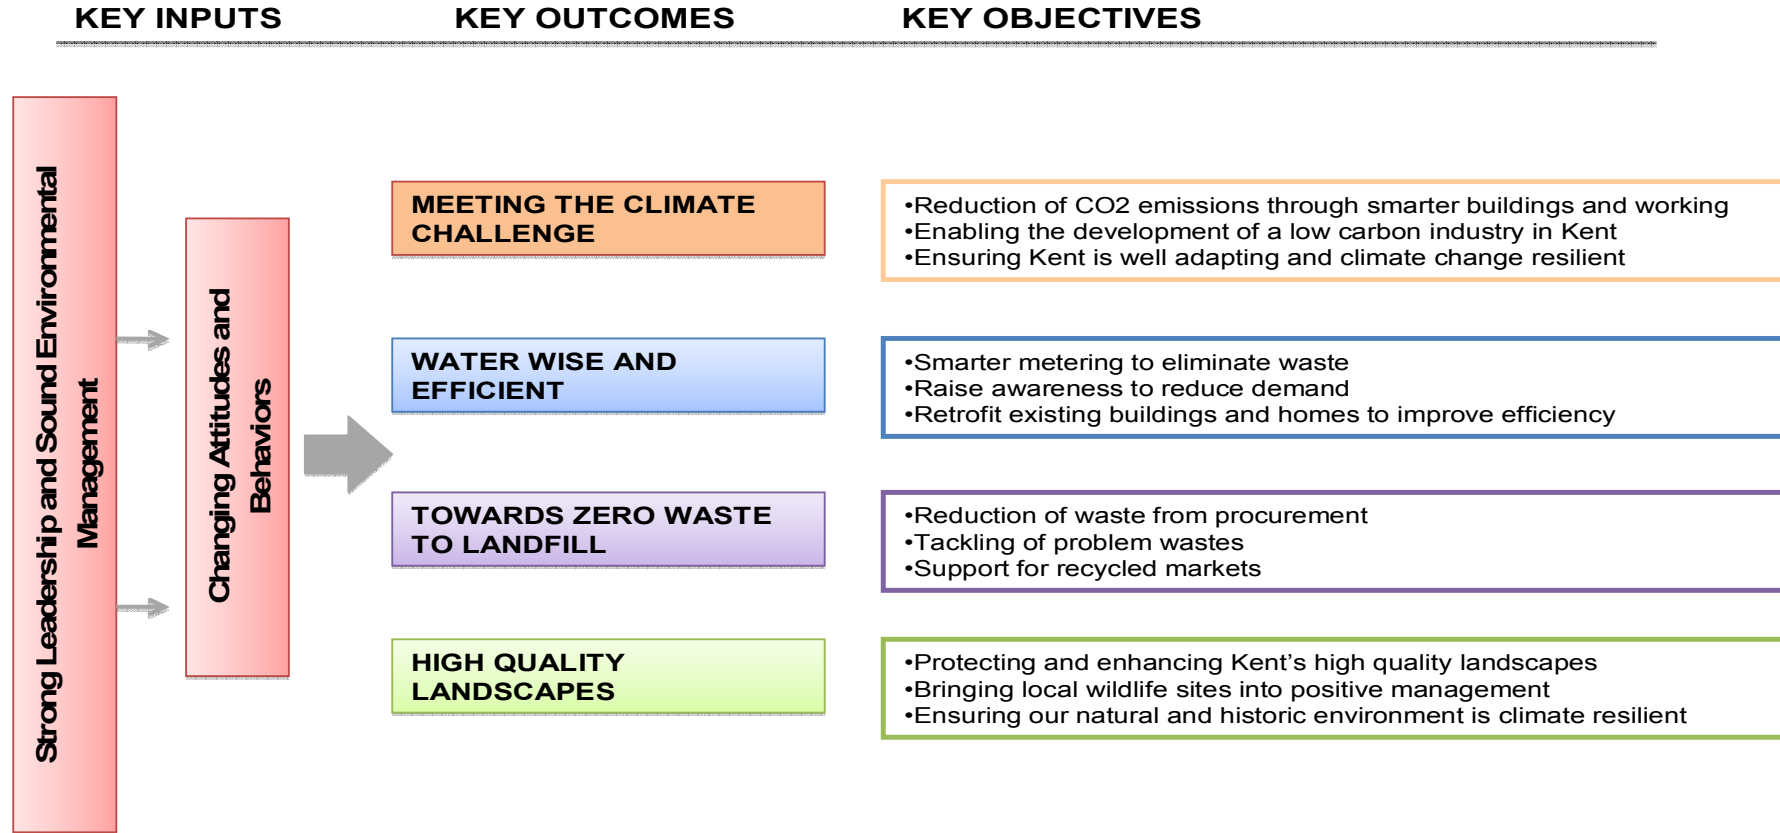 KEY INPUTS KEY OUTCOMES KEY OBJECTIVES
Strong Leadership and Sound Environmental
Management
Changing Attitudes and
Behaviors
MEETING THE CLIMATE
CHALLENGE
•Reduction of CO2 emissions through smarter buildings and working
•Enabling the development of a low carbon industry in Kent
•Ensuring Kent is well adapting and climate change resilient
WATER WISE AND
EFFICIENT
•Smarter metering to eliminate waste
•Raise awareness to reduce demand
•Retrofit existing buildings and homes to improve efficiency
TOWARDS ZERO WASTE
TO LANDFILL
•Reduction of waste from procurement
•Tackling of problem wastes
•Support for recycled markets
HIGH QUALITY
LANDSCAPES
•Protecting and enhancing Kent’s high quality landscapes
•Bringing local wildlife sites into positive management
•Ensuring our natural and historic environment is climate resilient